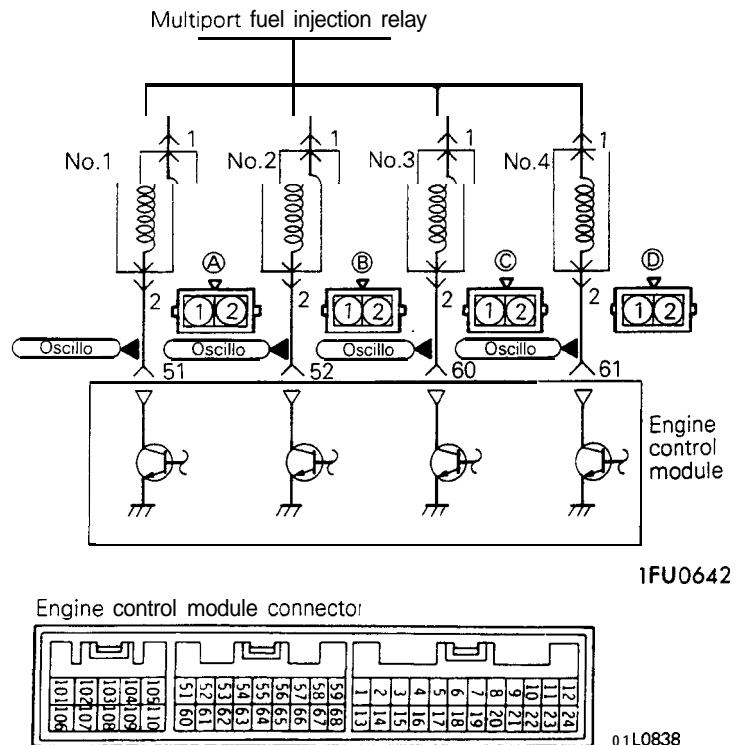 Multiport fuel injection relay
1 1 1 1
No.1 No.2 No.3 No.4
A B C D
2 1 2 2 1 2 2 1 2 2 1 2
Oscillo Oscillo Oscillo Oscillo
51 52 60 61
Engine
control
module
1FU0642
Engine control module connector
101 102 103 104 105 51 52 53 54 55 56 57 58 59 1 2 3 4 5 6 7 8 9 10 11 12
106 107 108 109 110 60 61 62 63 64 65 66 67 68 13 14 15 16 17 18 19 20 21 22 23 24
01L0838